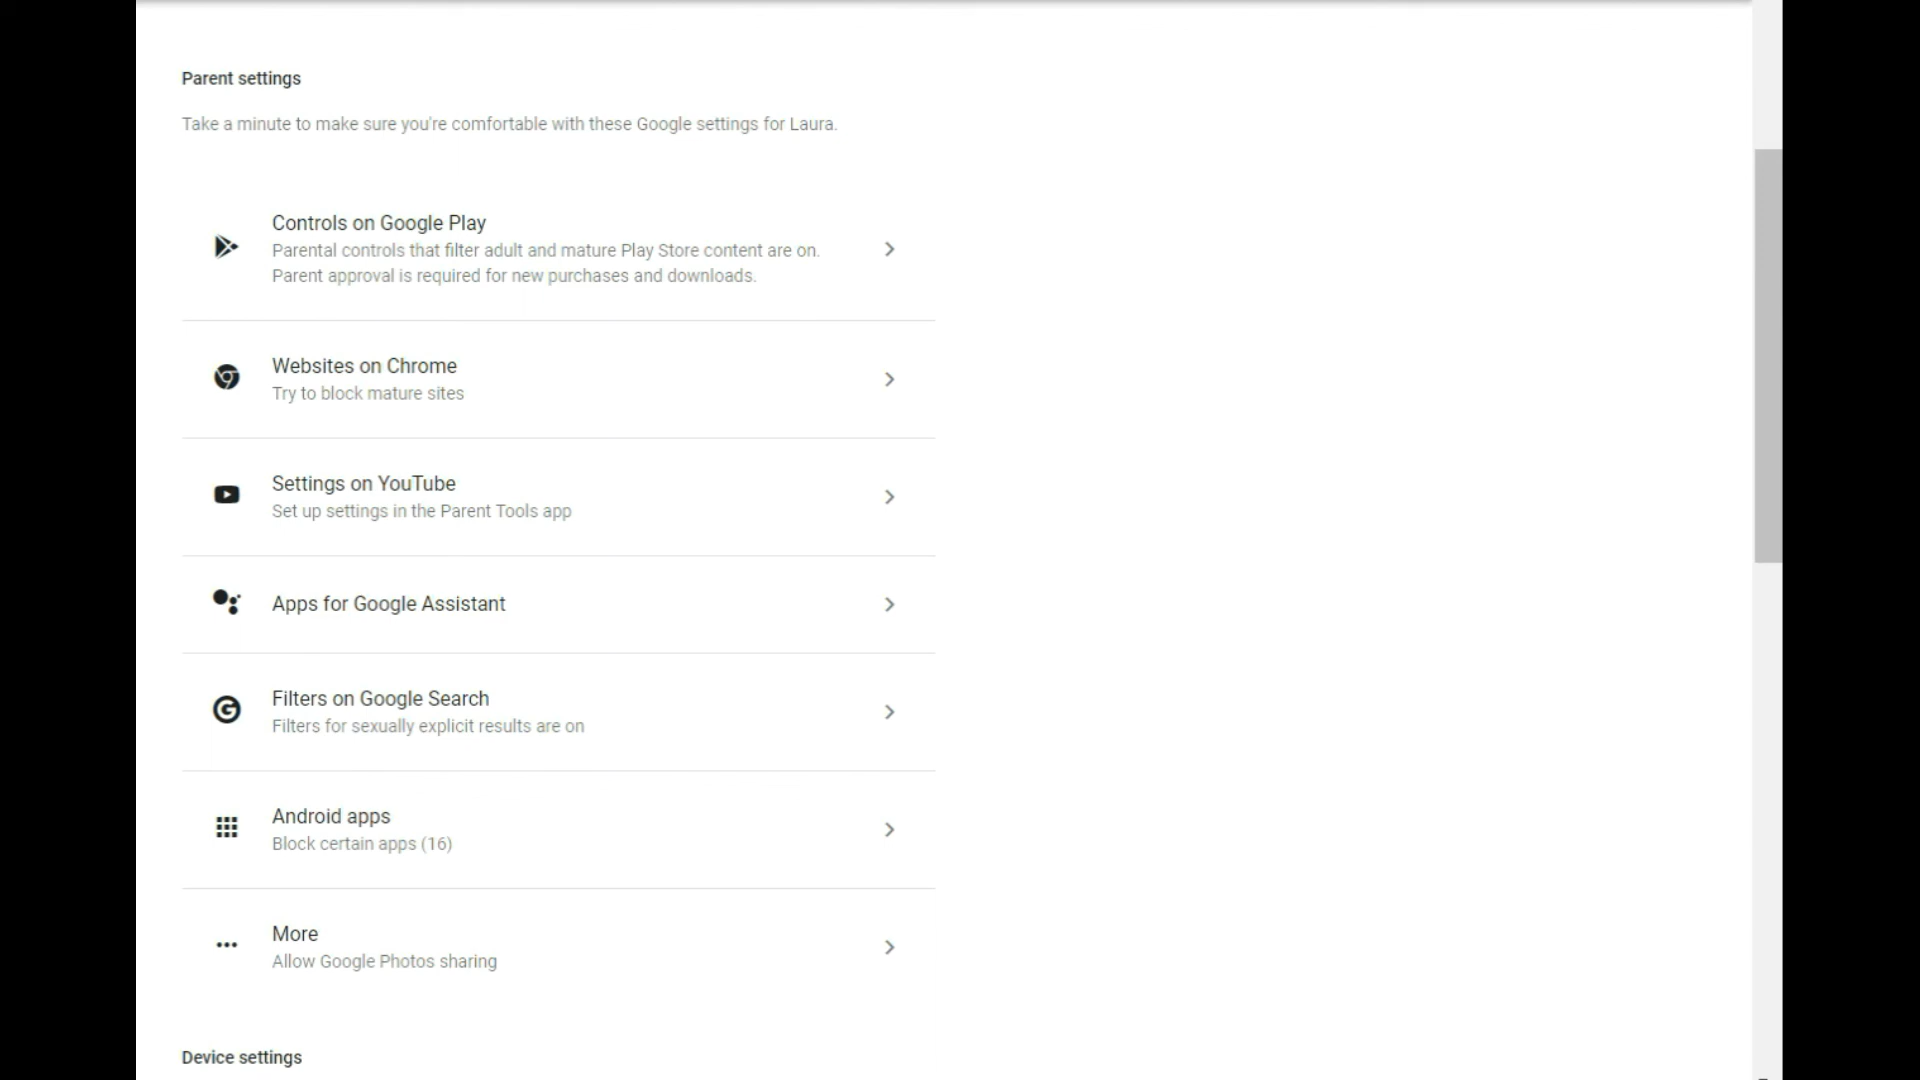 Parent settings
Take a minute to make sure you're comfortable with these Google settings for Laura.
Controls on Google Play
Parental controls that filter adult and mature Play Store content are on.
Parent approval is required for new purchases and downloads.
Websites on Chrome
Try to block mature sites
Settings on YouTube
Set up settings in the Parent Tools app
Apps for Google Assistant
Filters on Google Search
Filters for sexually explicit results are on
Android apps
Block certain apps (16)
More
Allow Google Photos sharing
Device settings